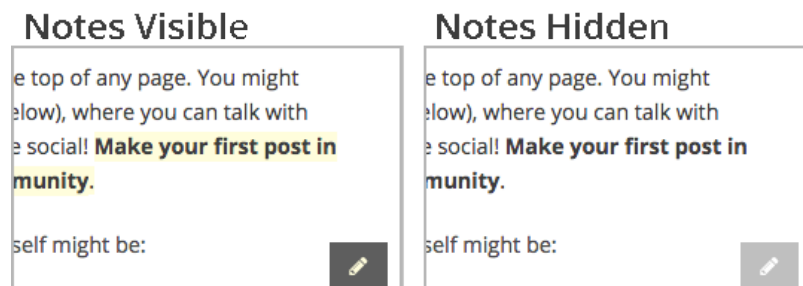 Notes Visible
e top of any page. You might
elow), where you can talk with
e social! Make your first post in
munity.
self might be:
Notes Hidden
e top of any page. You might
elow), where you can talk with
e social! Make your first post in
munity.
self might be: